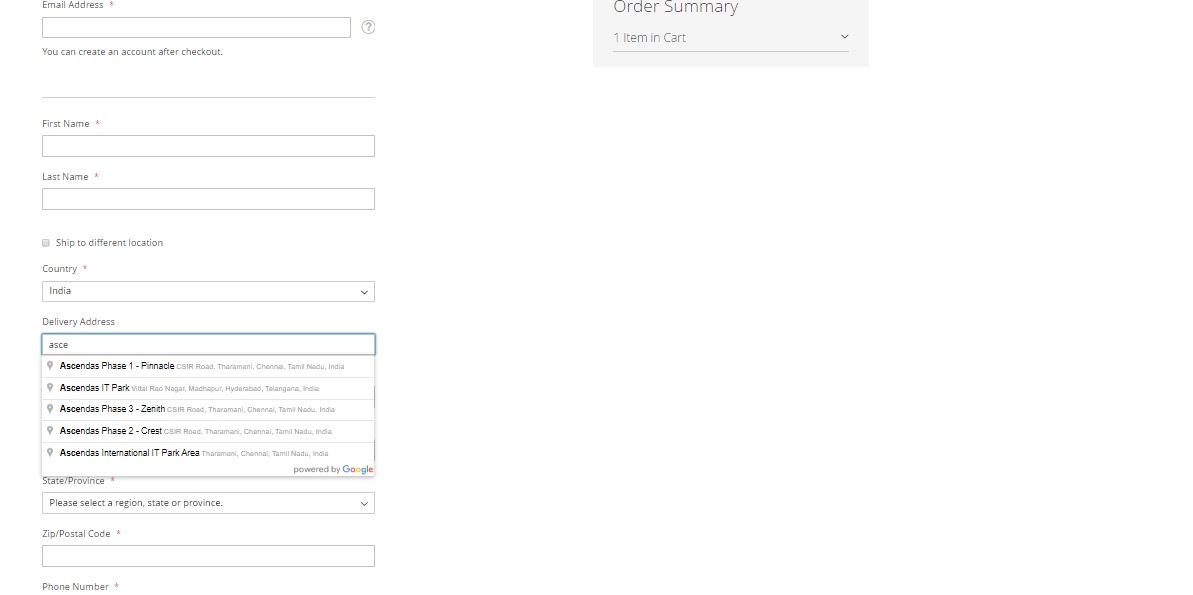 Email Address *
?
You can create an account after checkout.
First Name *
Last Name *
Ship to different location
Country *
India
Delivery Address
asce
Ascendas Phase 1 - Pinnacle CSIR Road, Tharamani, Chennai, Tamil Nadu, India
Ascendas IT Park Vittal Rao Nagar, Madhapur, Hyderabad, Telangana, India
Ascendas Phase 3 - Zenith CSIR Road, Tharamani, Chennai, Tamil Nadu, India
Ascendas Phase 2 - Crest CSIR Road, Tharamani, Chennai, Tamil Nadu, India
Ascendas International IT Park Area Tharamani, Chennai, Tamil Nadu, India
powered by Google
State/Province *
Please select a region, state or province.
Zip/Postal Code *
Phone Number *
Order Summary
1 Item in Cart